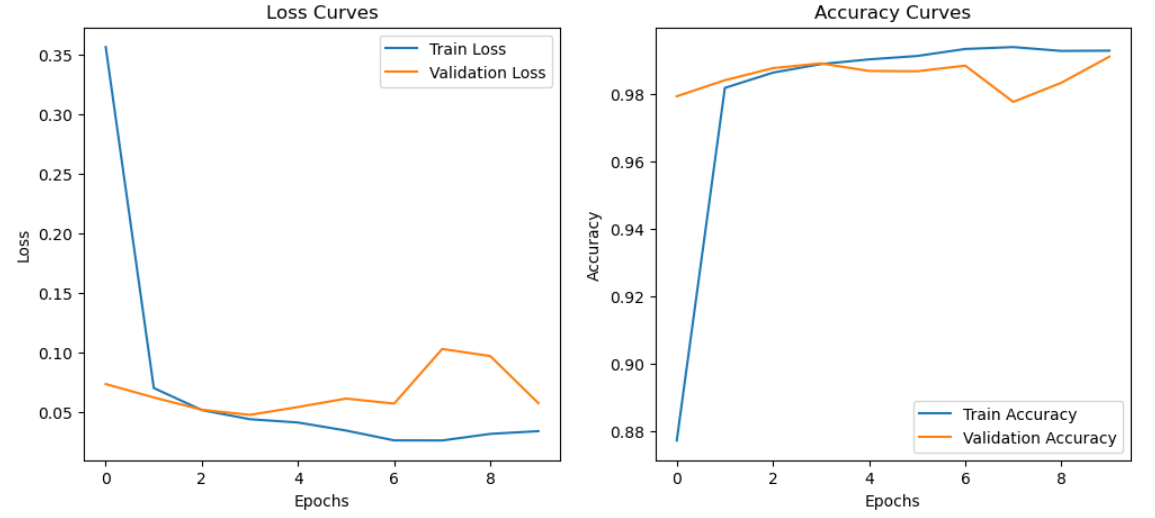 Loss Curves
Train Loss
Validation Loss
0.35
0.30
0.25
0.20
0.15
0.10
0.05
Loss
0
2
4
6
8
Epochs
Accuracy Curves
0.98
0.96
0.94
0.92
0.90
0.88
Accuracy
Train Accuracy
Validation Accuracy
0
2
4
6
8
Epochs